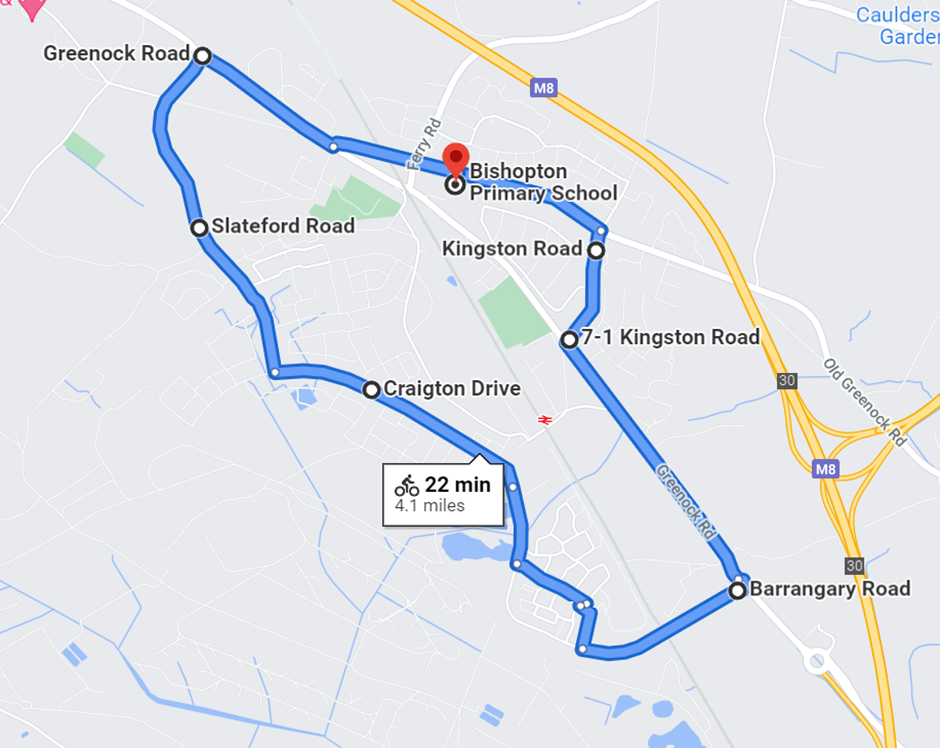 &
Caulders
Garder
Greenock Road
M8
Ferry Rd
Bishopton
Primary School
Slateford Road
Kingston Road
7-1 Kingston Road
Old Greenock Rd
30
Craigton Drive
M8
22 min
4.1 miles
Greenock Rd
30
Barrangary Road